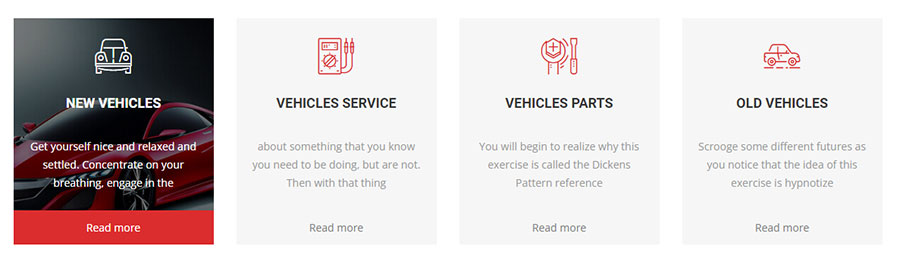 NEW VEHICLES
Get yourself nice and relaxed and
settled. Concentrate on your
breathing, engage in the
Read more
VEHICLES SERVICE
about something that you know
you need to be doing, but are not.
Then with that thing
Read more
VEHICLES PARTS
You will begin to realize why this
exercise is called the Dickens
Pattern reference
Read more
OLD VEHICLES
Scrooge some different futures as
you notice that the idea of this
exercise is hypnotize
Read more